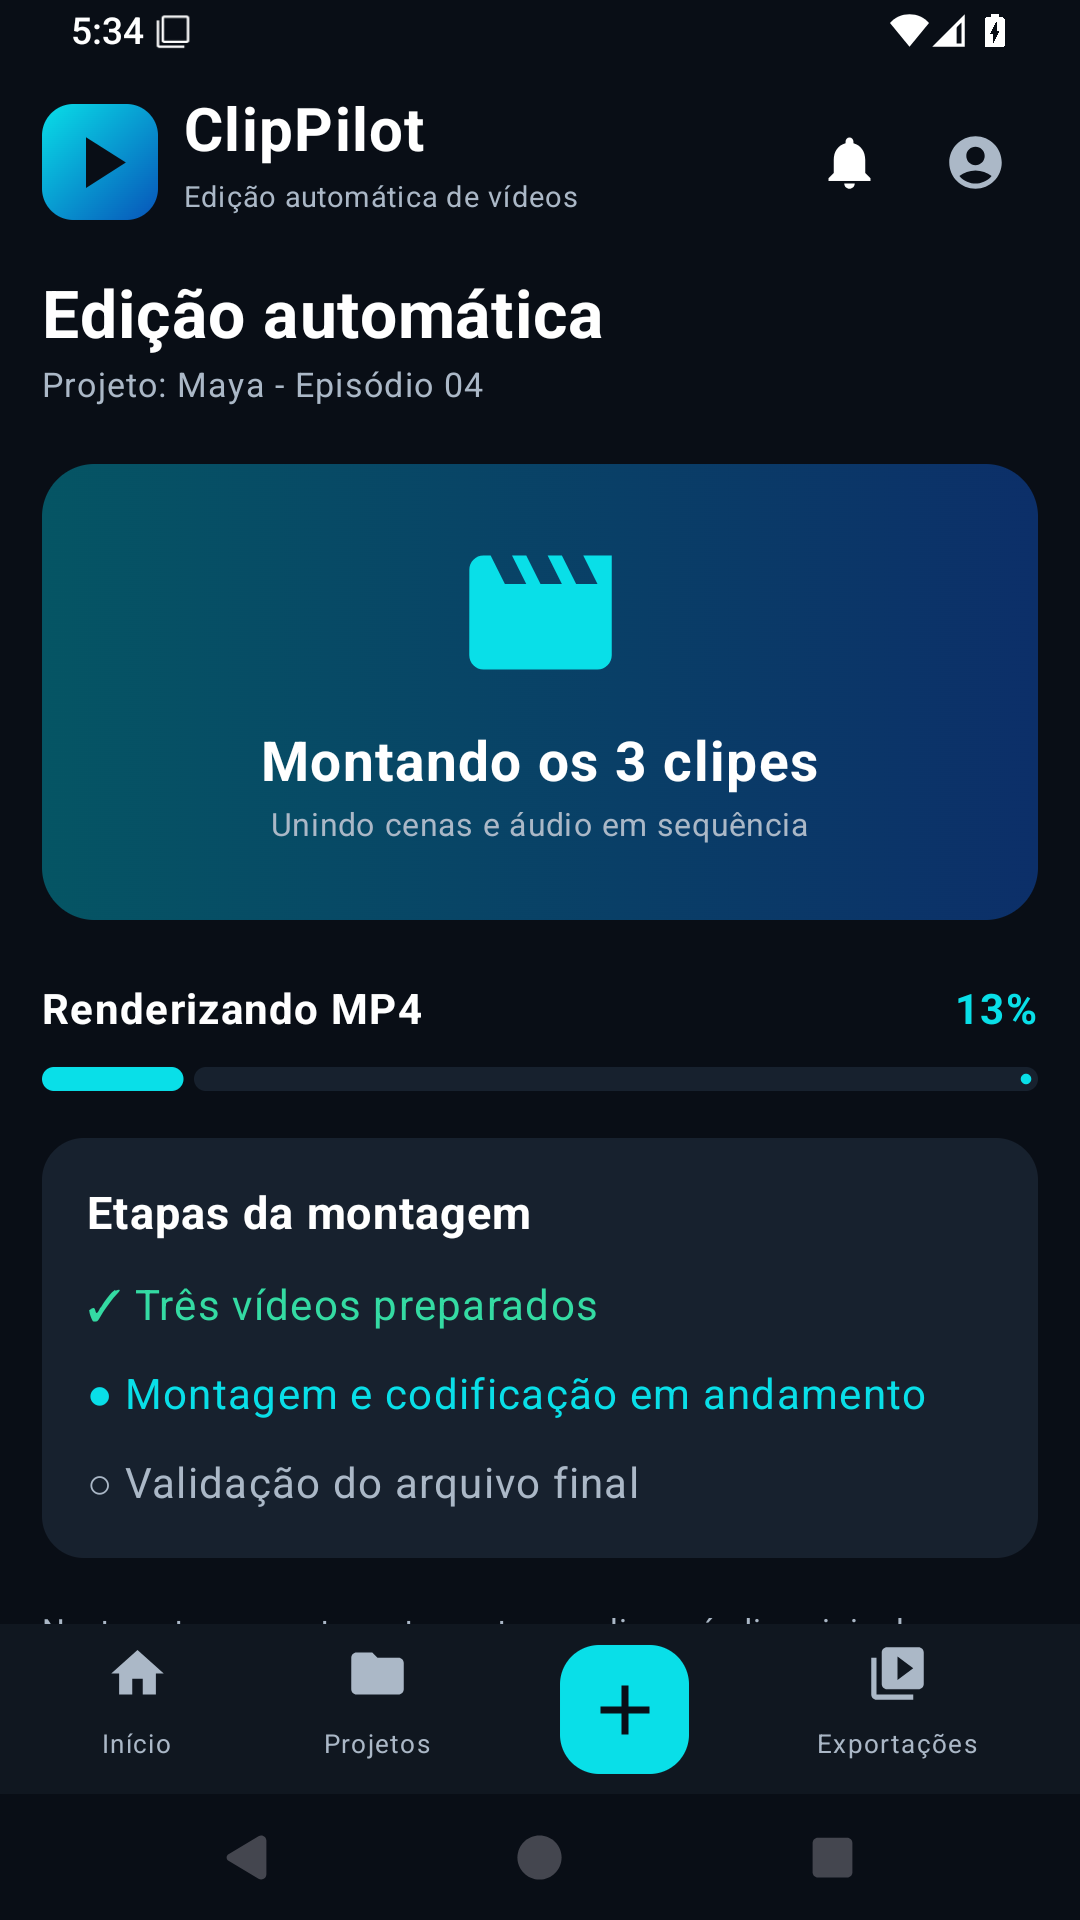 5:34
ClipPilot
Edição automática de vídeos
Edição automática
Projeto: Maya - Episódio 04
Montando os 3 clipes
Unindo cenas e áudio em sequência
Renderizando MP4
13%
Etapas da montagem
✓ Três vídeos preparados
● Montagem e codificação em andamento
○ Validação do arquivo final
Início
Projetos
Exportações